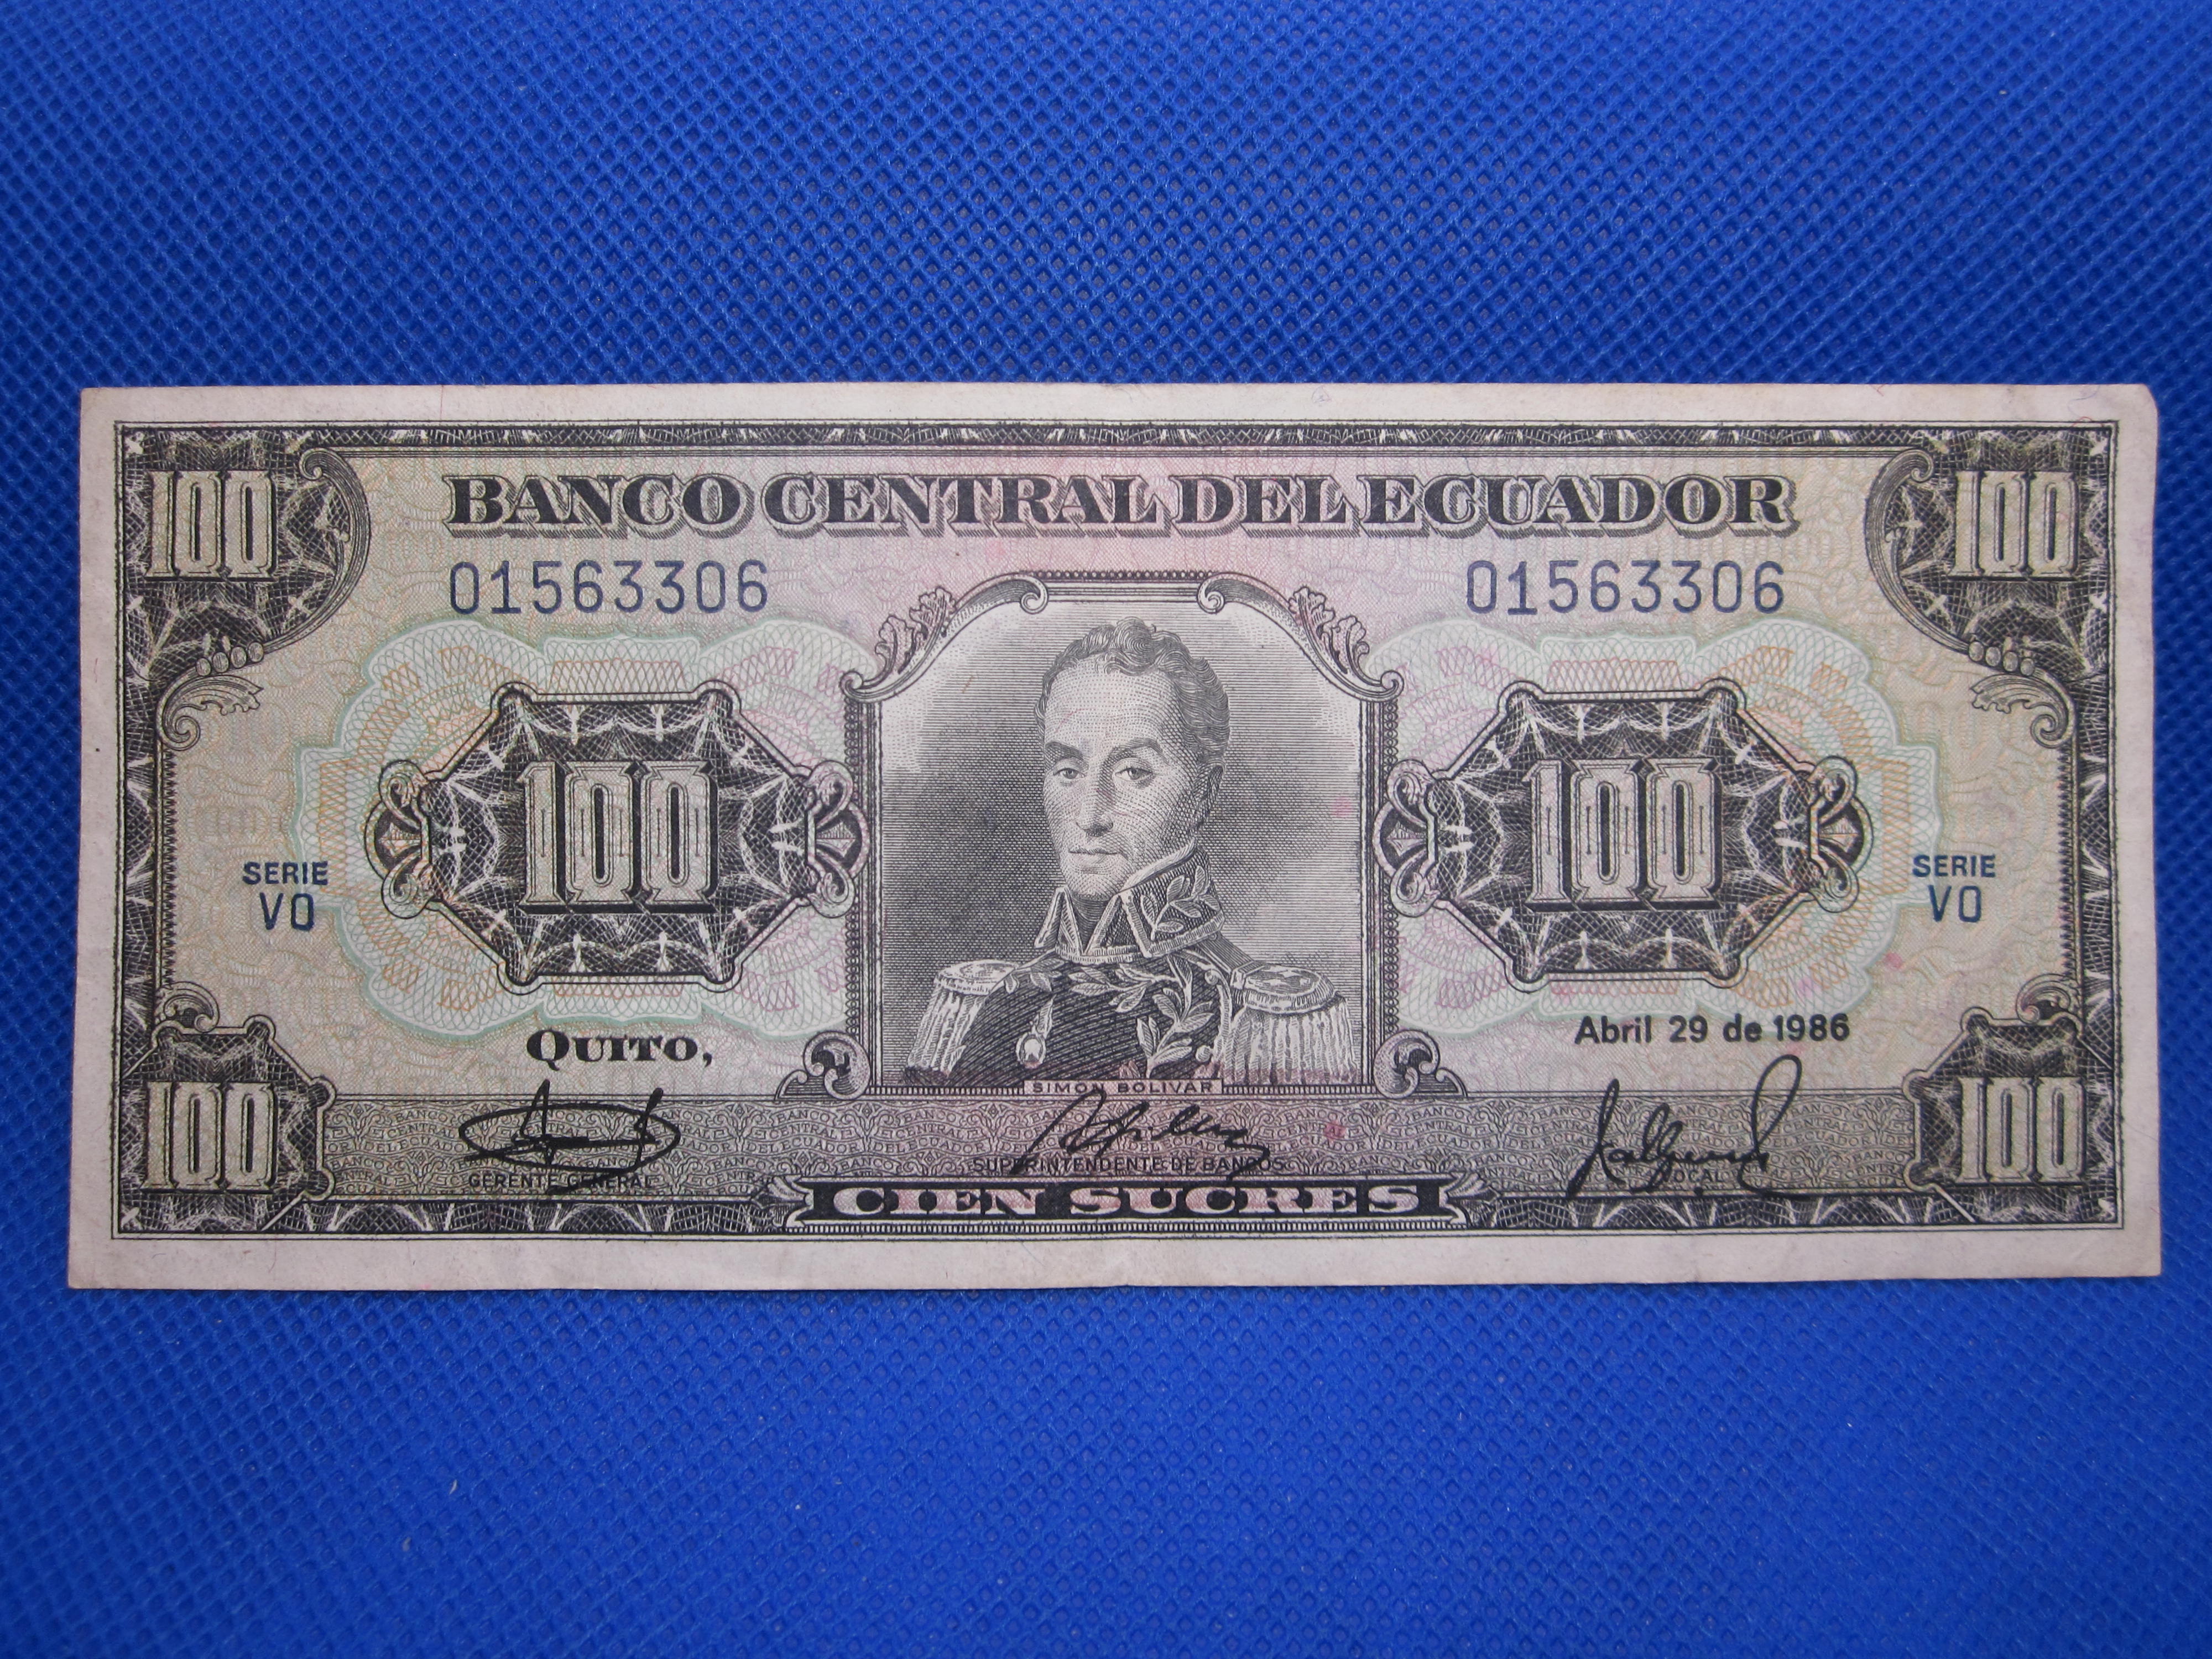 100 100
BANCO CENTRAL DEL ECUADOR
01563306 01563306
100 100
SERIE SERIE
VO VO
QUITO, Abril 29 de 1986
SIMON BOLIVAR
100 100
SUPERINTENDENTE DE BANCOS
GERENTE GENERAL VOCAL
CIEN SUCRES